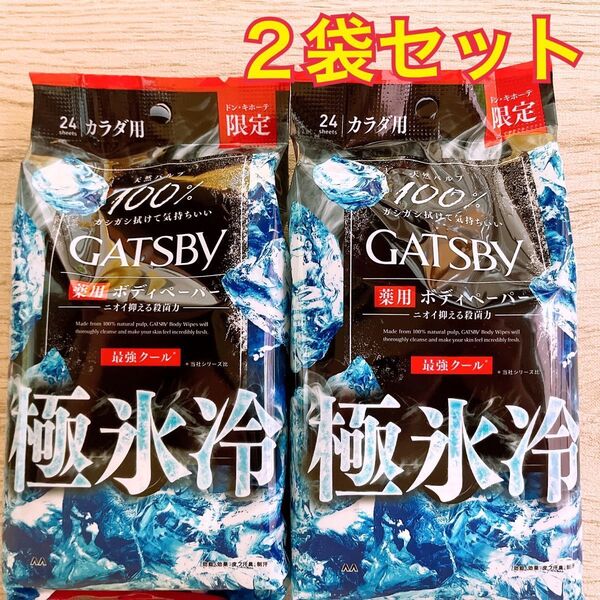 ２袋セット
24
sheets
カラダ用
ドン・キホーテ
限定
天然パルプ
100%
ガシガシ拭けて気持ちいい
GATSBY
薬用 ボディペーパー
ニオイ抑える殺菌力
Made from 100% natural pulp, GATSBY Body Wipes will
thoroughly cleanse and make your skin feel incredibly fresh.
最強クール*
*当社シリーズ比
極氷冷
24
sheets
カラダ用
ドン・キホーテ
限定
天然パルプ
100%
ガシガシ拭けて気持ちいい
GATSBY
薬用 ボディペーパー
ニオイ抑える殺菌力
Made from 100% natural pulp, GATSBY Body Wipes will
thoroughly cleanse and make your skin feel incredibly fresh.
最強クール*
*当社シリーズ比
極氷冷